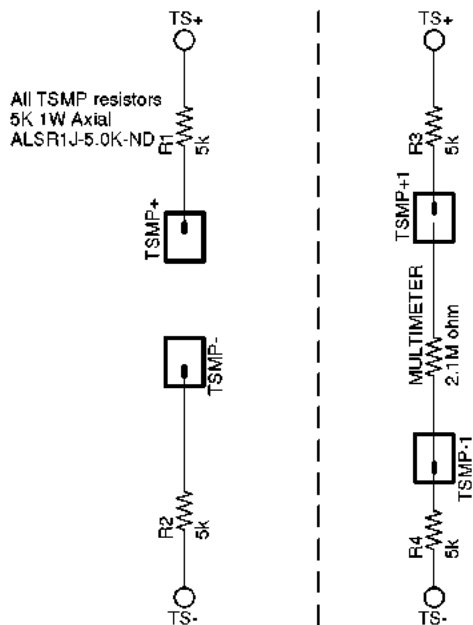 TS+
All TSMP resistors
5K 1W Axial
ALSR1J-5.0K-ND
R1
5k
TSMP+
TSMP-
R2
5k
TS-
TS+
R3
5k
TSMP+1
MULTIMETER
2.1M ohm
TSMP-1
R4
5k
TS-